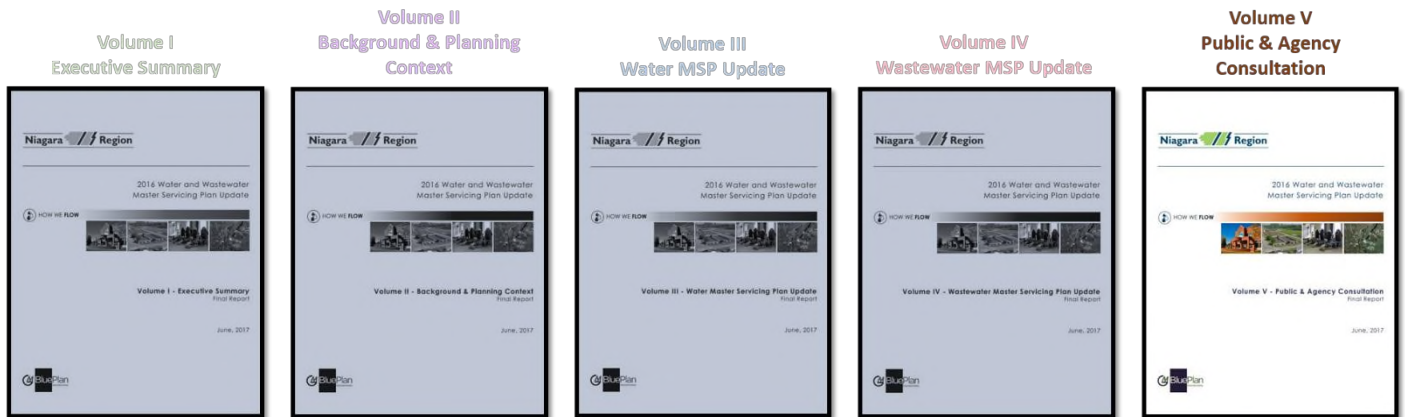 Volume I
Executive Summary
Volume II
Background & Planning
Context
Volume III
Water MSP Update
Volume IV
Wastewater MSP Update
Volume V
Public & Agency
Consultation
Niagara Region
2016 Water and Wastewater
Master Servicing Plan Update
HOW WE FLOW
Volume I - Executive Summary
Final Report
June, 2017
BluePlan
Niagara Region
2016 Water and Wastewater
Master Servicing Plan Update
HOW WE FLOW
Volume II - Background & Planning Context
Final Report
June, 2017
BluePlan
Niagara Region
2016 Water and Wastewater
Master Servicing Plan Update
HOW WE FLOW
Volume III - Water Master Servicing Plan Update
Final Report
June, 2017
BluePlan
Niagara Region
2016 Water and Wastewater
Master Servicing Plan Update
HOW WE FLOW
Volume IV - Wastewater Master Servicing Plan Update
Final Report
June, 2017
BluePlan
Niagara Region
2016 Water and Wastewater
Master Servicing Plan Update
HOW WE FLOW
Volume V - Public & Agency Consultation
Final Report
June, 2017
BluePlan